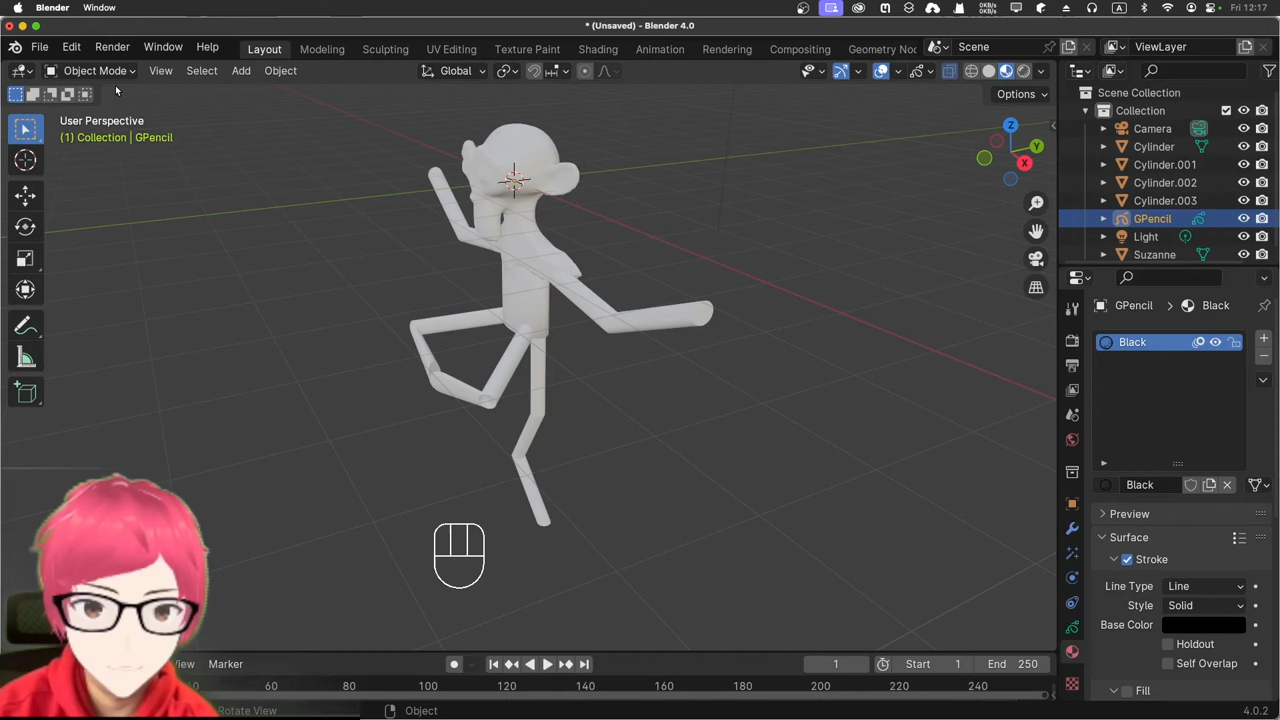 Blender Window
0KB/s 0KB/s A Fri 12:17
* (Unsaved) - Blender 4.0
File Edit Render Window Help
Layout Modeling Sculpting UV Editing Texture Paint Shading Animation Rendering Compositing Geometry Noc
Scene
ViewLayer
Object Mode View Select Add Object
Global
Options
User Perspective
(1) Collection | GPencil
X
Y
Z
Scene Collection
Collection
Camera
Cylinder
Cylinder.001
Cylinder.002
Cylinder.003
GPencil
Light
Suzanne
GPencil > Black
Black
Black
Preview
Surface
Stroke
Line Type Line
Style Solid
Base Color
Holdout
Self Overlap
Fill
View Marker
1 Start 1 End 250
60 80 100 120 140 160 180 200 220 240
Rotate View Object
4.0.2